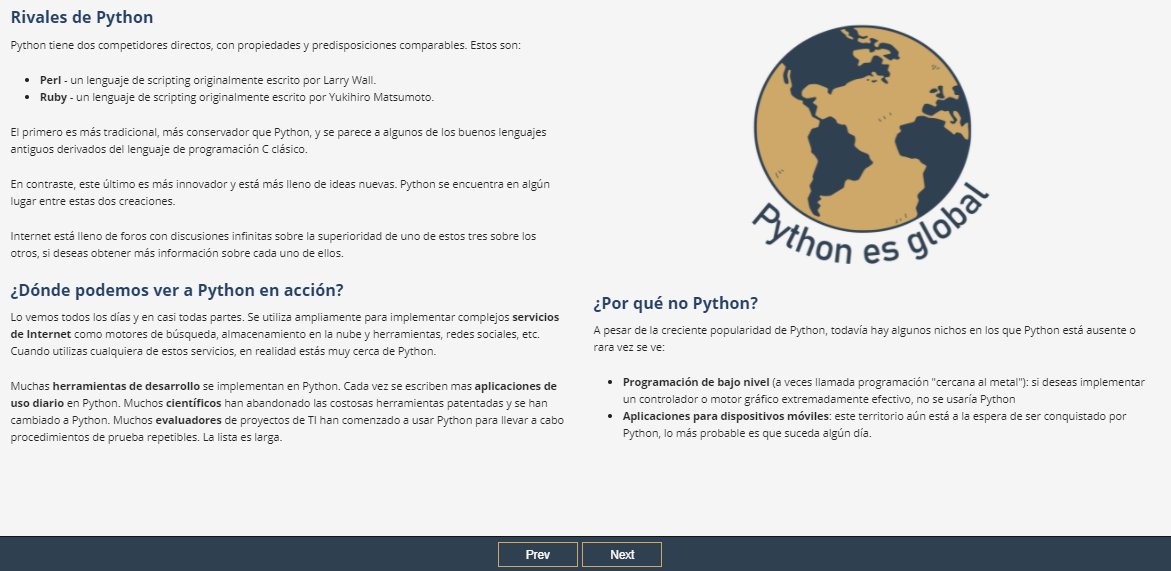 Rivales de Python
Python tiene dos competidores directos, con propiedades y predisposiciones comparables. Estos son:
• Perl - un lenguaje de scripting originalmente escrito por Larry Wall.
• Ruby - un lenguaje de scripting originalmente escrito por Yukihiro Matsumoto.
El primero es más tradicional, más conservador que Python, y se parece a algunos de los buenos lenguajes
antiguos derivados del lenguaje de programación C clásico.
En contraste, este último es más innovador y está más lleno de ideas nuevas. Python se encuentra en algún
lugar entre estas dos creaciones.
Internet está lleno de foros con discusiones infinitas sobre la superioridad de uno de estos tres sobre los
otros, si deseas obtener más información sobre cada uno de ellos.
¿Dónde podemos ver a Python en acción?
Lo vemos todos los días y en casi todas partes. Se utiliza ampliamente para implementar complejos servicios
de Internet como motores de búsqueda, almacenamiento en la nube y herramientas, redes sociales, etc.
Cuando utilizas cualquiera de estos servicios, en realidad estás muy cerca de Python.
Muchas herramientas de desarrollo se implementan en Python. Cada vez se escriben mas aplicaciones de
uso diario en Python. Muchos científicos han abandonado las costosas herramientas patentadas y se han
cambiado a Python. Muchos evaluadores de proyectos de TI han comenzado a usar Python para llevar a cabo
procedimientos de prueba repetibles. La lista es larga.
Python es global
¿Por qué no Python?
A pesar de la creciente popularidad de Python, todavía hay algunos nichos en los que Python está ausente o
rara vez se ve:
• Programación de bajo nivel (a veces llamada programación "cercana al metal"): si deseas implementar
un controlador o motor gráfico extremadamente efectivo, no se usaría Python
• Aplicaciones para dispositivos móviles: este territorio aún está a la espera de ser conquistado por
Python, lo más probable es que suceda algún día.
Prev
Next